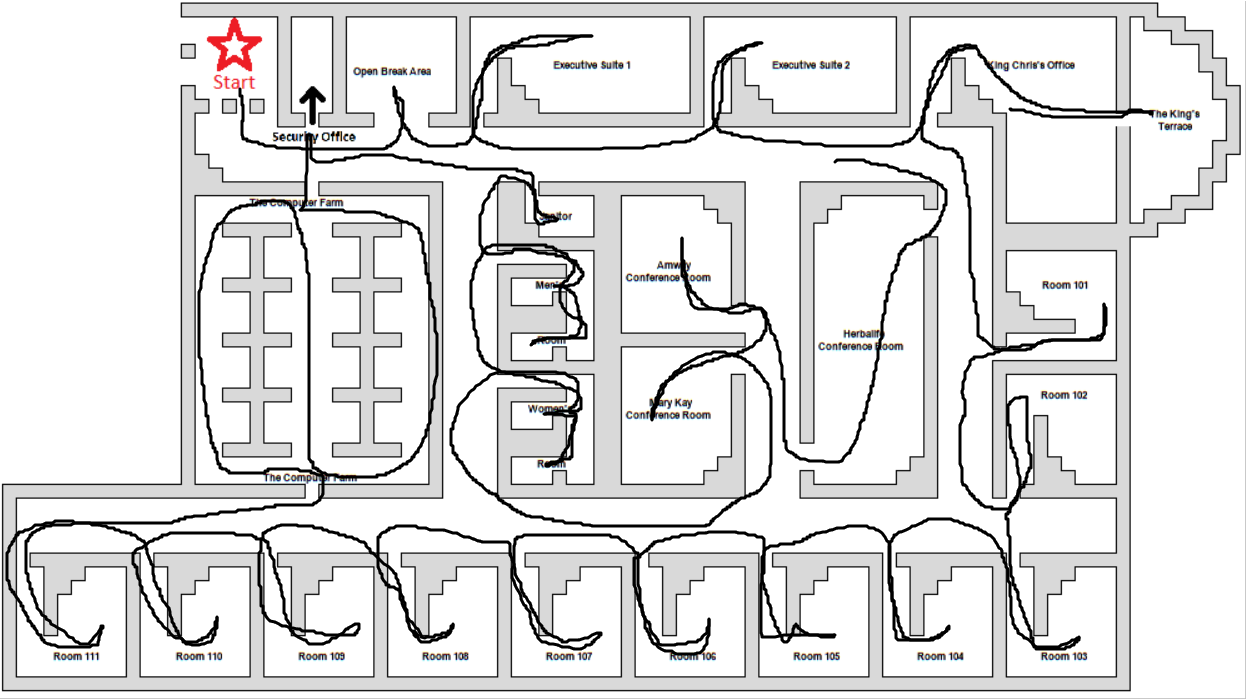 Start
Open Break Area
Executive Suite 1
Executive Suite 2
King Chris's Office
The King's
Terrace
Security Office
The Computer Farm
Janitor
Amway
Conference Room
Men's
Room
Room 101
Herbalife
Conference Room
Room 102
Mary Kay
Conference Room
Women's
Room
The Computer Farm
Room 111
Room 110
Room 109
Room 108
Room 107
Room 106
Room 105
Room 104
Room 103